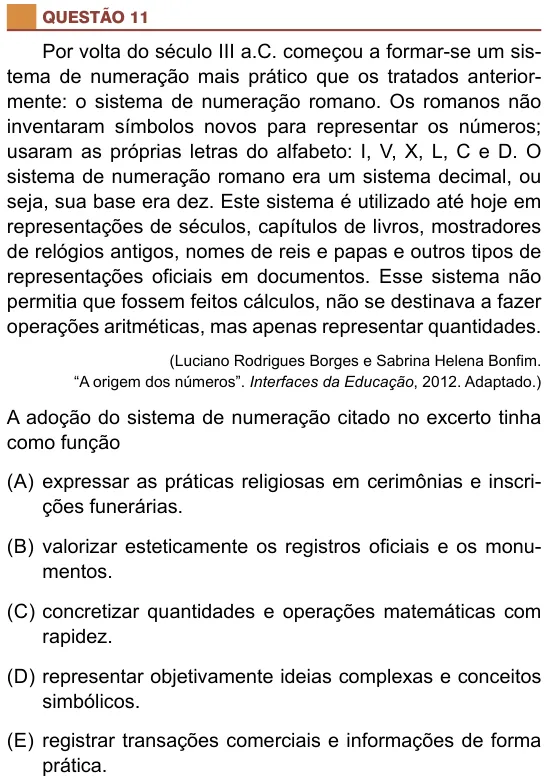 QUESTÃO 11
Por volta do século III a.C. começou a formar-se um sis-
tema de numeração mais prático que os tratados anterior-
mente: o sistema de numeração romano. Os romanos não
inventaram símbolos novos para representar os números;
usaram as próprias letras do alfabeto: I, V, X, L, C e D. O
sistema de numeração romano era um sistema decimal, ou
seja, sua base era dez. Este sistema é utilizado até hoje em
representações de séculos, capítulos de livros, mostradores
de relógios antigos, nomes de reis e papas e outros tipos de
representações oficiais em documentos. Esse sistema não
permitia que fossem feitos cálculos, não se destinava a fazer
operações aritméticas, mas apenas representar quantidades.
(Luciano Rodrigues Borges e Sabrina Helena Bonfim.
“A origem dos números”. Interfaces da Educação, 2012. Adaptado.)
A adoção do sistema de numeração citado no excerto tinha
como função
(A) expressar as práticas religiosas em cerimônias e inscri-
ções funerárias.
(B) valorizar esteticamente os registros oficiais e os monu-
mentos.
(C) concretizar quantidades e operações matemáticas com
rapidez.
(D) representar objetivamente ideias complexas e conceitos
simbólicos.
(E) registrar transações comerciais e informações de forma
prática.